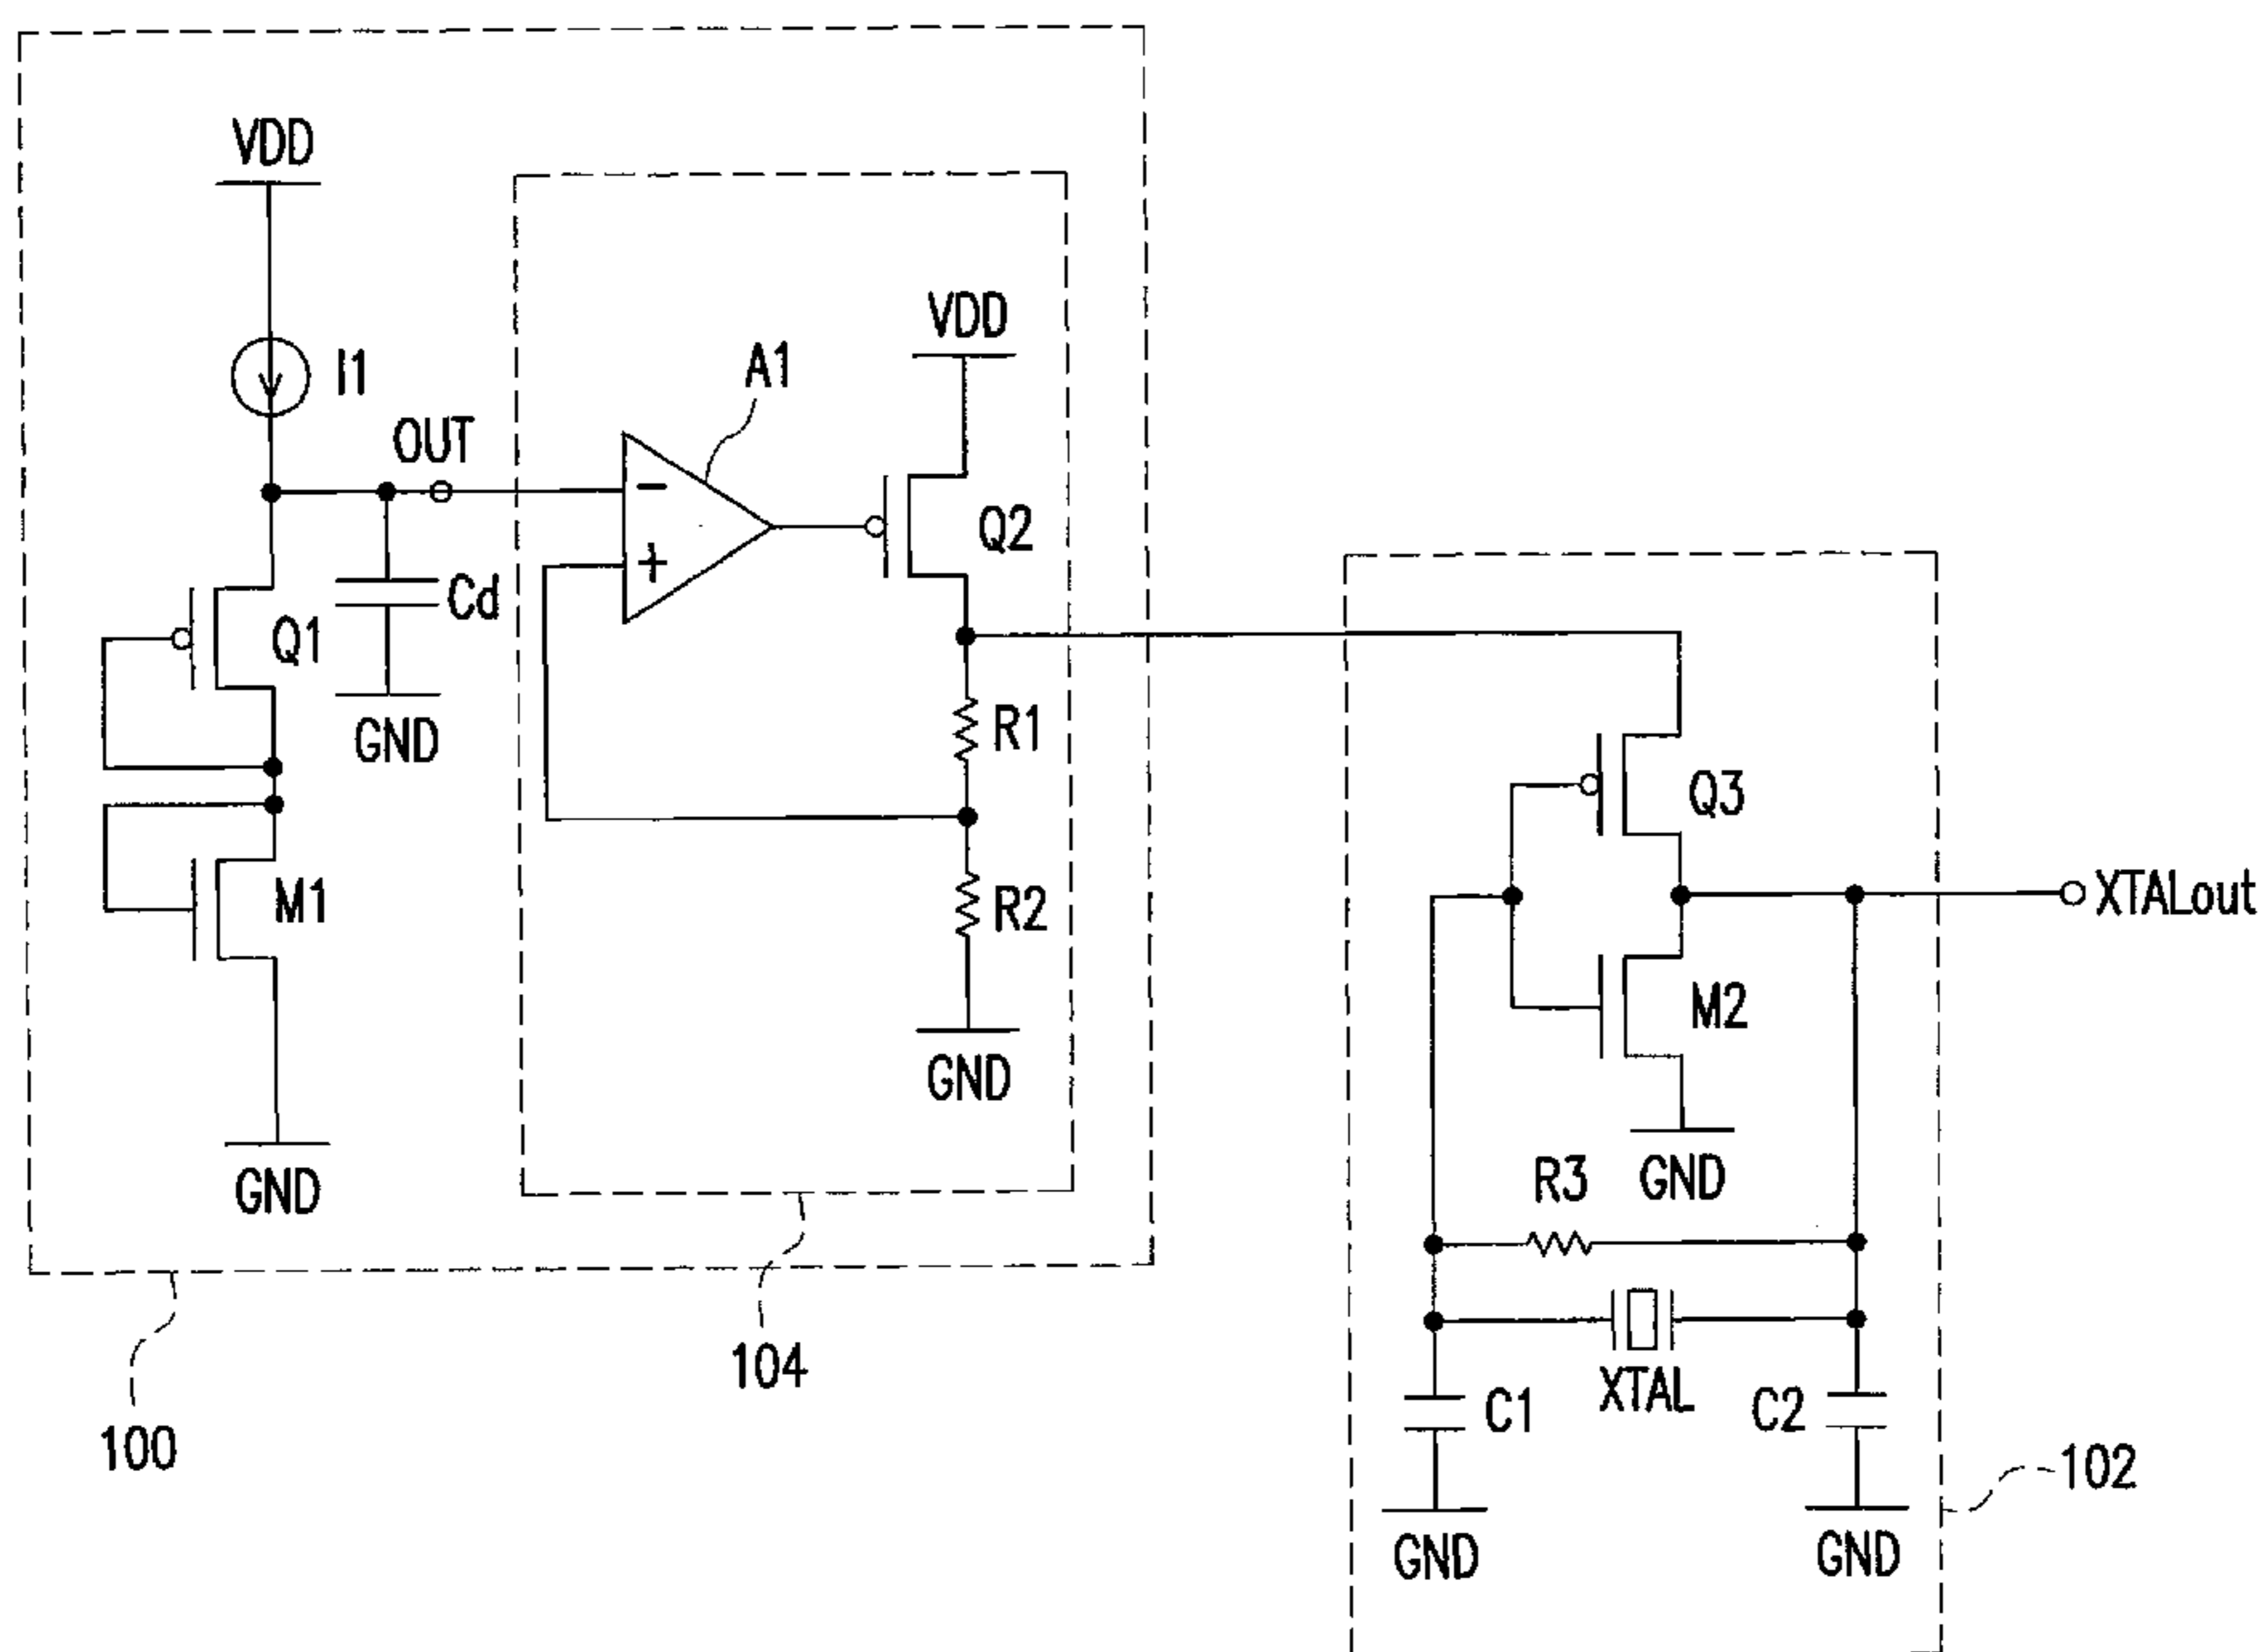 VDD
VDD
A1
I1
OUT
−
Q2
+
Cd
Q1
GND
R1
Q3
M1
R2
XTALout
M2
GND
GND
R3
GND
XTAL
C1
C2
104
100
102
GND
GND